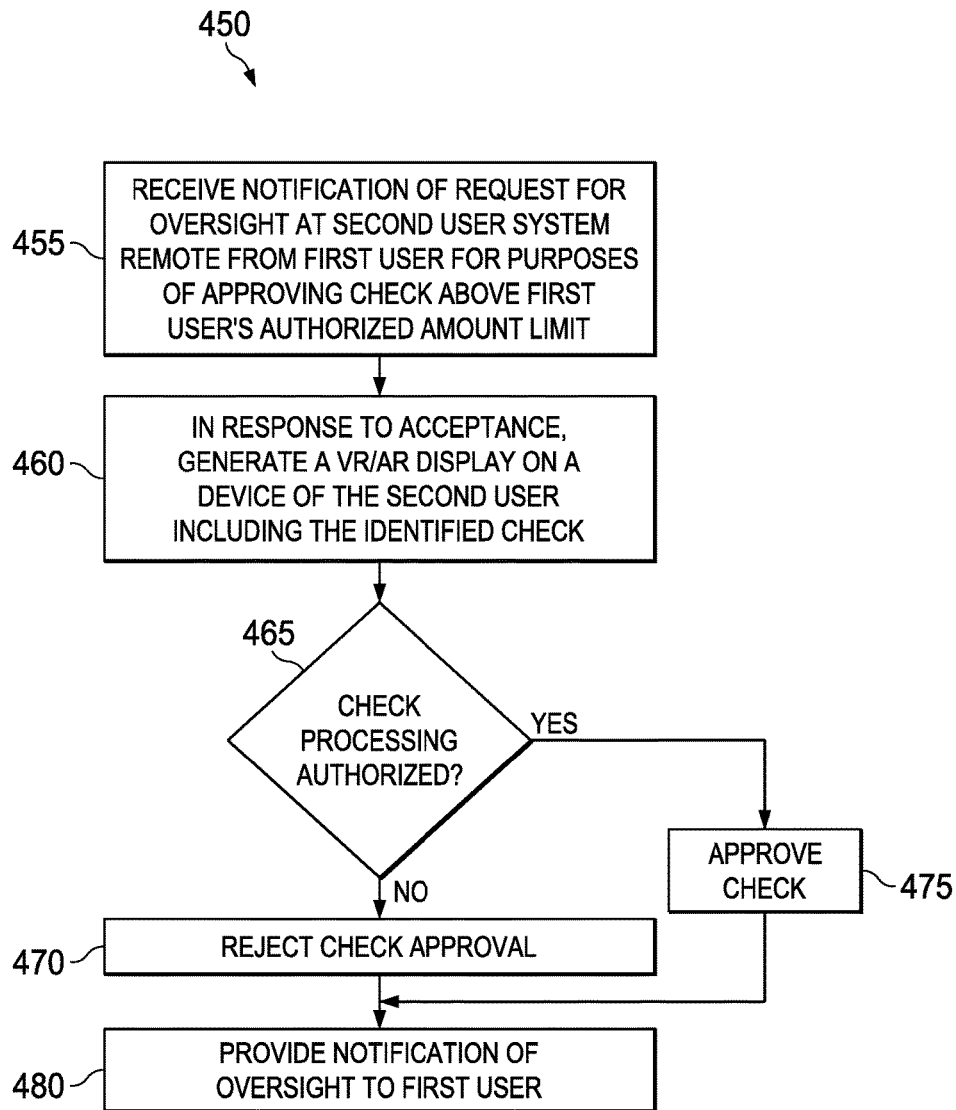 450
455
RECEIVE NOTIFICATION OF REQUEST FOR
OVERSIGHT AT SECOND USER SYSTEM
REMOTE FROM FIRST USER FOR PURPOSES
OF APPROVING CHECK ABOVE FIRST
USER'S AUTHORIZED AMOUNT LIMIT
460
IN RESPONSE TO ACCEPTANCE,
GENERATE A VR/AR DISPLAY ON A
DEVICE OF THE SECOND USER
INCLUDING THE IDENTIFIED CHECK
465
CHECK
PROCESSING
AUTHORIZED?
YES
NO
APPROVE
CHECK
475
470
REJECT CHECK APPROVAL
480
PROVIDE NOTIFICATION OF
OVERSIGHT TO FIRST USER